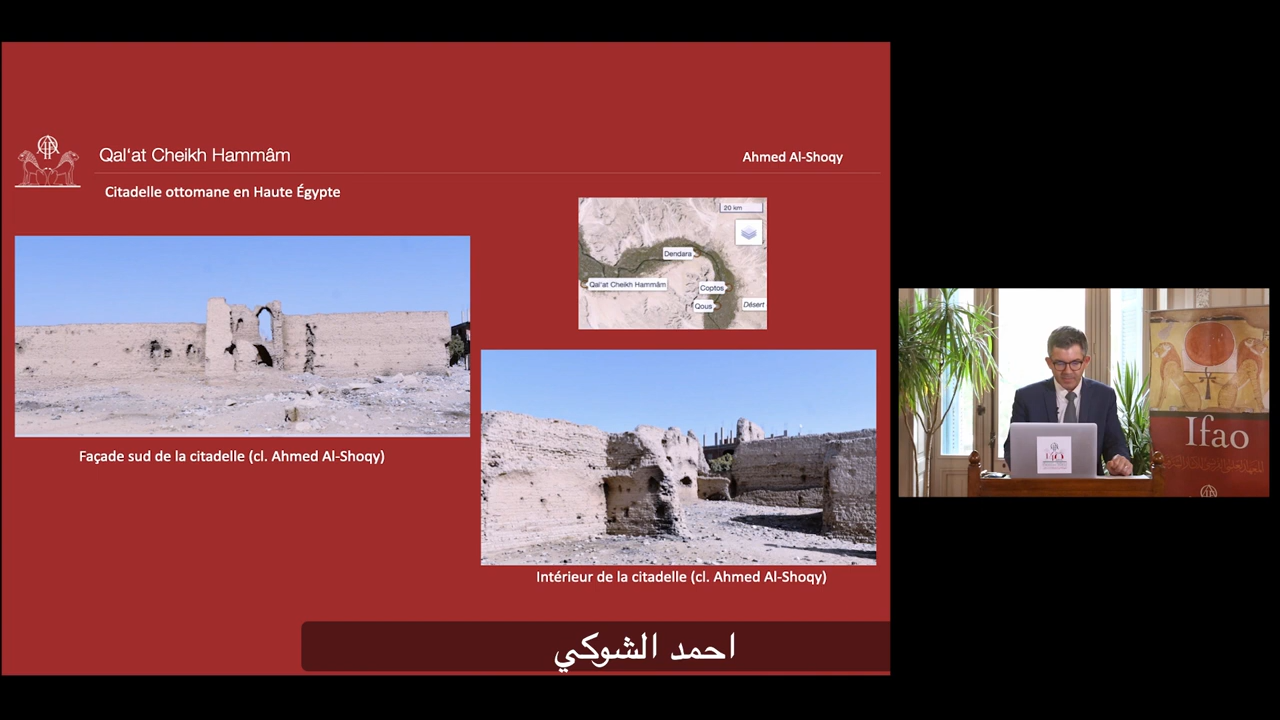 Qal‘at Cheikh Hammâm
Ahmed Al-Shoqy
Citadelle ottomane en Haute Égypte
20 km
Dendara
Qal‘at Cheikh Hammâm
Coptos
Qous
Désert
Façade sud de la citadelle (cl. Ahmed Al-Shoqy)
Intérieur de la citadelle (cl. Ahmed Al-Shoqy)
احمد الشوكي
Ifao